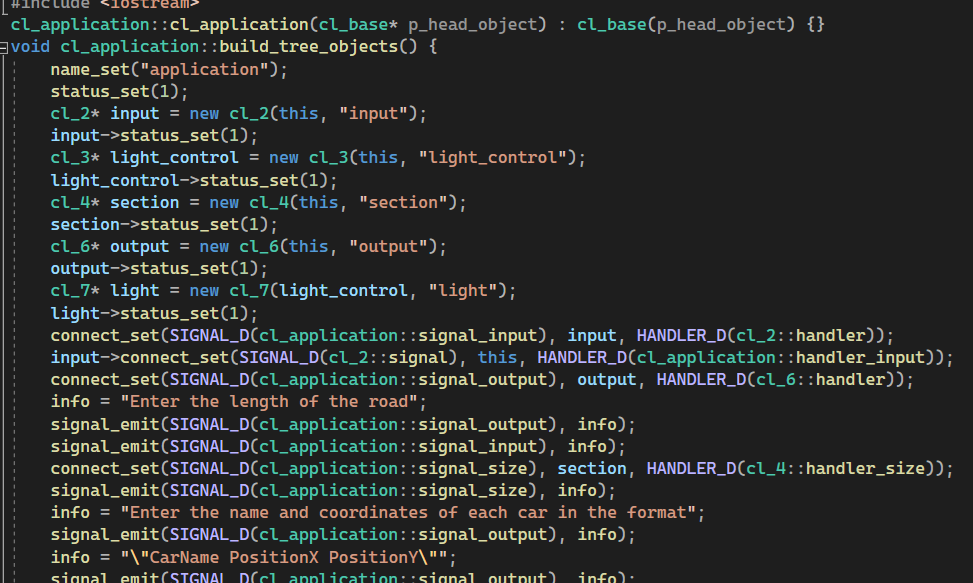 #include <iostream>
cl_application::cl_application(cl_base* p_head_object) : cl_base(p_head_object) {}
void cl_application::build_tree_objects() {
name_set("application");
status_set(1);
cl_2* input = new cl_2(this, "input");
input->status_set(1);
cl_3* light_control = new cl_3(this, "light_control");
light_control->status_set(1);
cl_4* section = new cl_4(this, "section");
section->status_set(1);
cl_6* output = new cl_6(this, "output");
output->status_set(1);
cl_7* light = new cl_7(light_control, "light");
light->status_set(1);
connect_set(SIGNAL_D(cl_application::signal_input), input, HANDLER_D(cl_2::handler));
input->connect_set(SIGNAL_D(cl_2::signal), this, HANDLER_D(cl_application::handler_input));
connect_set(SIGNAL_D(cl_application::signal_output), output, HANDLER_D(cl_6::handler));
info = "Enter the length of the road";
signal_emit(SIGNAL_D(cl_application::signal_output), info);
signal_emit(SIGNAL_D(cl_application::signal_input), info);
connect_set(SIGNAL_D(cl_application::signal_size), section, HANDLER_D(cl_4::handler_size));
signal_emit(SIGNAL_D(cl_application::signal_size), info);
info = "Enter the name and coordinates of each car in the format";
signal_emit(SIGNAL_D(cl_application::signal_output), info);
info = "\"CarName PositionX PositionY\"";
signal_emit(SIGNAL_D(cl_application::signal_output), info);